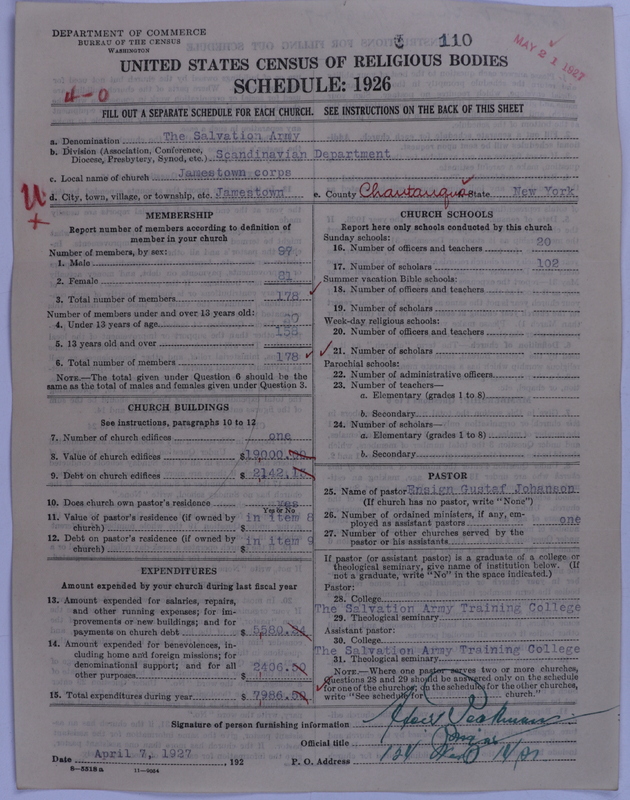 DEPARTMENT OF COMMERCE
BUREAU OF THE CENSUS
WASHINGTON
110
MAY 21 1927
UNITED STATES CENSUS OF RELIGIOUS BODIES
SCHEDULE: 1926
4-0
FILL OUT A SEPARATE SCHEDULE FOR EACH CHURCH. SEE INSTRUCTIONS ON THE BACK OF THIS SHEET
a. Denomination The Salvation Army
b. Division (Association, Conference,
Diocese, Presbytery, Synod, etc.) Scandinavian Department
c. Local name of church Jamestown corps
d. City, town, village, or township, etc. Jamestown e. County Chautauqua State New York
MEMBERSHIP
Report number of members according to definition of
member in your church
Number of members, by sex:
1. Male 97
2. Female 81
3. Total number of members 178
Number of members under and over 13 years old:
4. Under 13 years of age 20
5. 13 years old and over 158
6. Total number of members 178
NOTE.—The total given under Question 6 should be
same as the total of males and females given under Question 3.
CHURCH BUILDINGS
See instructions, paragraphs 10 to 12
7. Number of church edifices one
8. Value of church edifices $19000.00
9. Debt on church edifices $2142.
10. Does church own pastor's residence yes
Yes or No
11. Value of pastor's residence (if owned by
church) $ in item 8
12. Debt on pastor's residence (if owned by
church) $ in item 9
EXPENDITURES
Amount expended by your church during last fiscal year
13. Amount expended for salaries, repairs,
and other running expenses; for im-
provements or new buildings; and for
payments on church debt $ 5580.
14. Amount expended for benevolences, in-
cluding home and foreign missions; for
denominational support; and for all
other purposes $ 2406.
15. Total expenditures during year $ 7986.
CHURCH SCHOOLS
Report here only schools conducted by this church
Sunday schools:
16. Number of officers and teachers 20
17. Number of scholars 102
Summer vacation Bible schools:
18. Number of officers and teachers
19. Number of scholars
Week-day religious schools:
20. Number of officers and teachers
21. Number of scholars
Parochial schools:
22. Number of administrative officers
23. Number of teachers—
a. Elementary (grades 1 to 8)
b. Secondary
24. Number of scholars—
a. Elementary (grades 1 to 8)
b. Secondary
PASTOR
25. Name of pastor Ensign Gustaf Johanson
(If church has no pastor, write "None")
26. Number of ordained ministers, if any, em-
ployed as assistant pastors one
27. Number of other churches served by the
pastor or his assistants
If pastor (or assistant pastor) is a graduate of a college or
theological seminary, give name of institution below. (If
not a graduate, write "No" in the space indicated.)
Pastor:
28. College
The Salvation Army Training College
29. Theological seminary
Assistant pastor:
30. College
The Salvation Army Training College
31. Theological seminary
NOTE.—Where one pastor serves two or more churches,
Questions 28 and 29 should be answered only on the schedule
for one of the churches; on the schedules for the other churches,
write "See schedule for church."
Signature of person furnishing information
Official title
Date April 7, 1927 192 P. O. Address
8-5518 a 11-9064